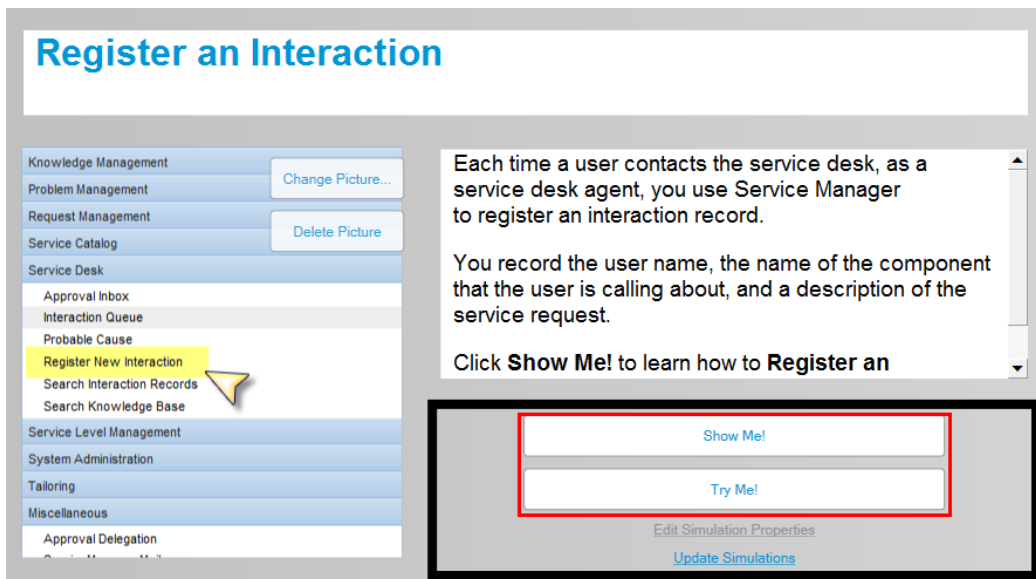 Register an Interaction
Knowledge Management
Problem Management
Request Management
Service Catalog
Service Desk
Approval Inbox
Interaction Queue
Probable Cause
Register New Interaction
Search Interaction Records
Search Knowledge Base
Service Level Management
System Administration
Tailoring
Miscellaneous
Approval Delegation
Change Picture...
Delete Picture
Each time a user contacts the service desk, as a
service desk agent, you use Service Manager
to register an interaction record.
You record the user name, the name of the component
that the user is calling about, and a description of the
service request.
Click Show Me! to learn how to Register an
Show Me!
Try Me!
Edit Simulation Properties
Update Simulations